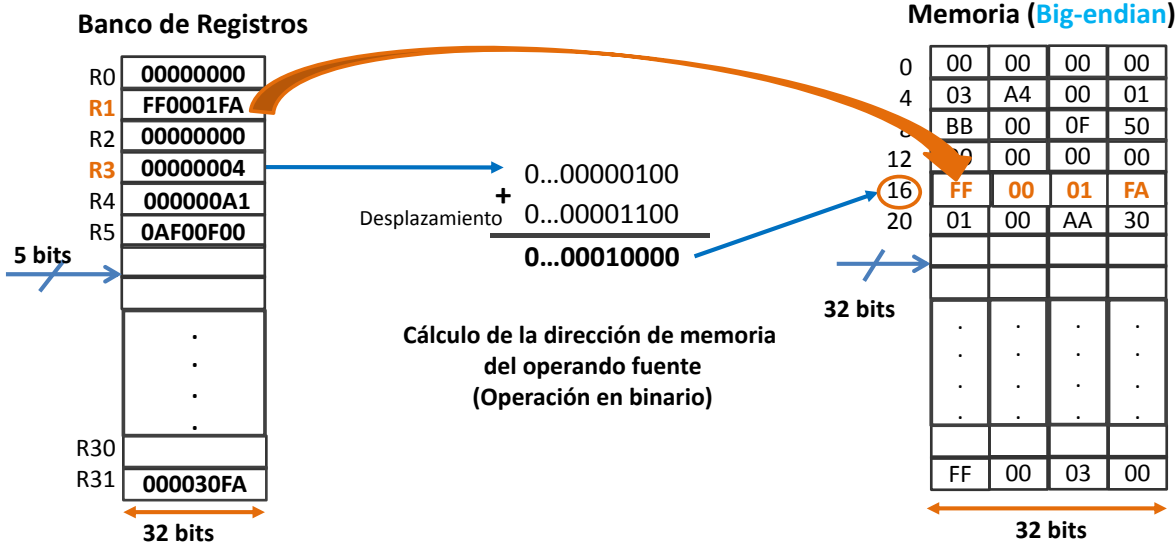 Banco de Registros
Memoria (Big-endian)
R0 00000000
R1 FF0001FA
R2 00000000
R3 00000004
R4 000000A1
R5 0AF00F00
5 bits
.
.
.
.
R30
R31 000030FA
32 bits
0...00000100
+
Desplazamiento 0...00001100
0...00010000
Cálculo de la dirección de memoria
del operando fuente
(Operación en binario)
0 00 00 00 00
4 03 A4 00 01
BB 00 0F 50
12 00 00 00
16 FF 00 01 FA
20 01 00 AA 30
32 bits
. . . .
. . . .
. . . .
. . . .
FF 00 03 00
32 bits